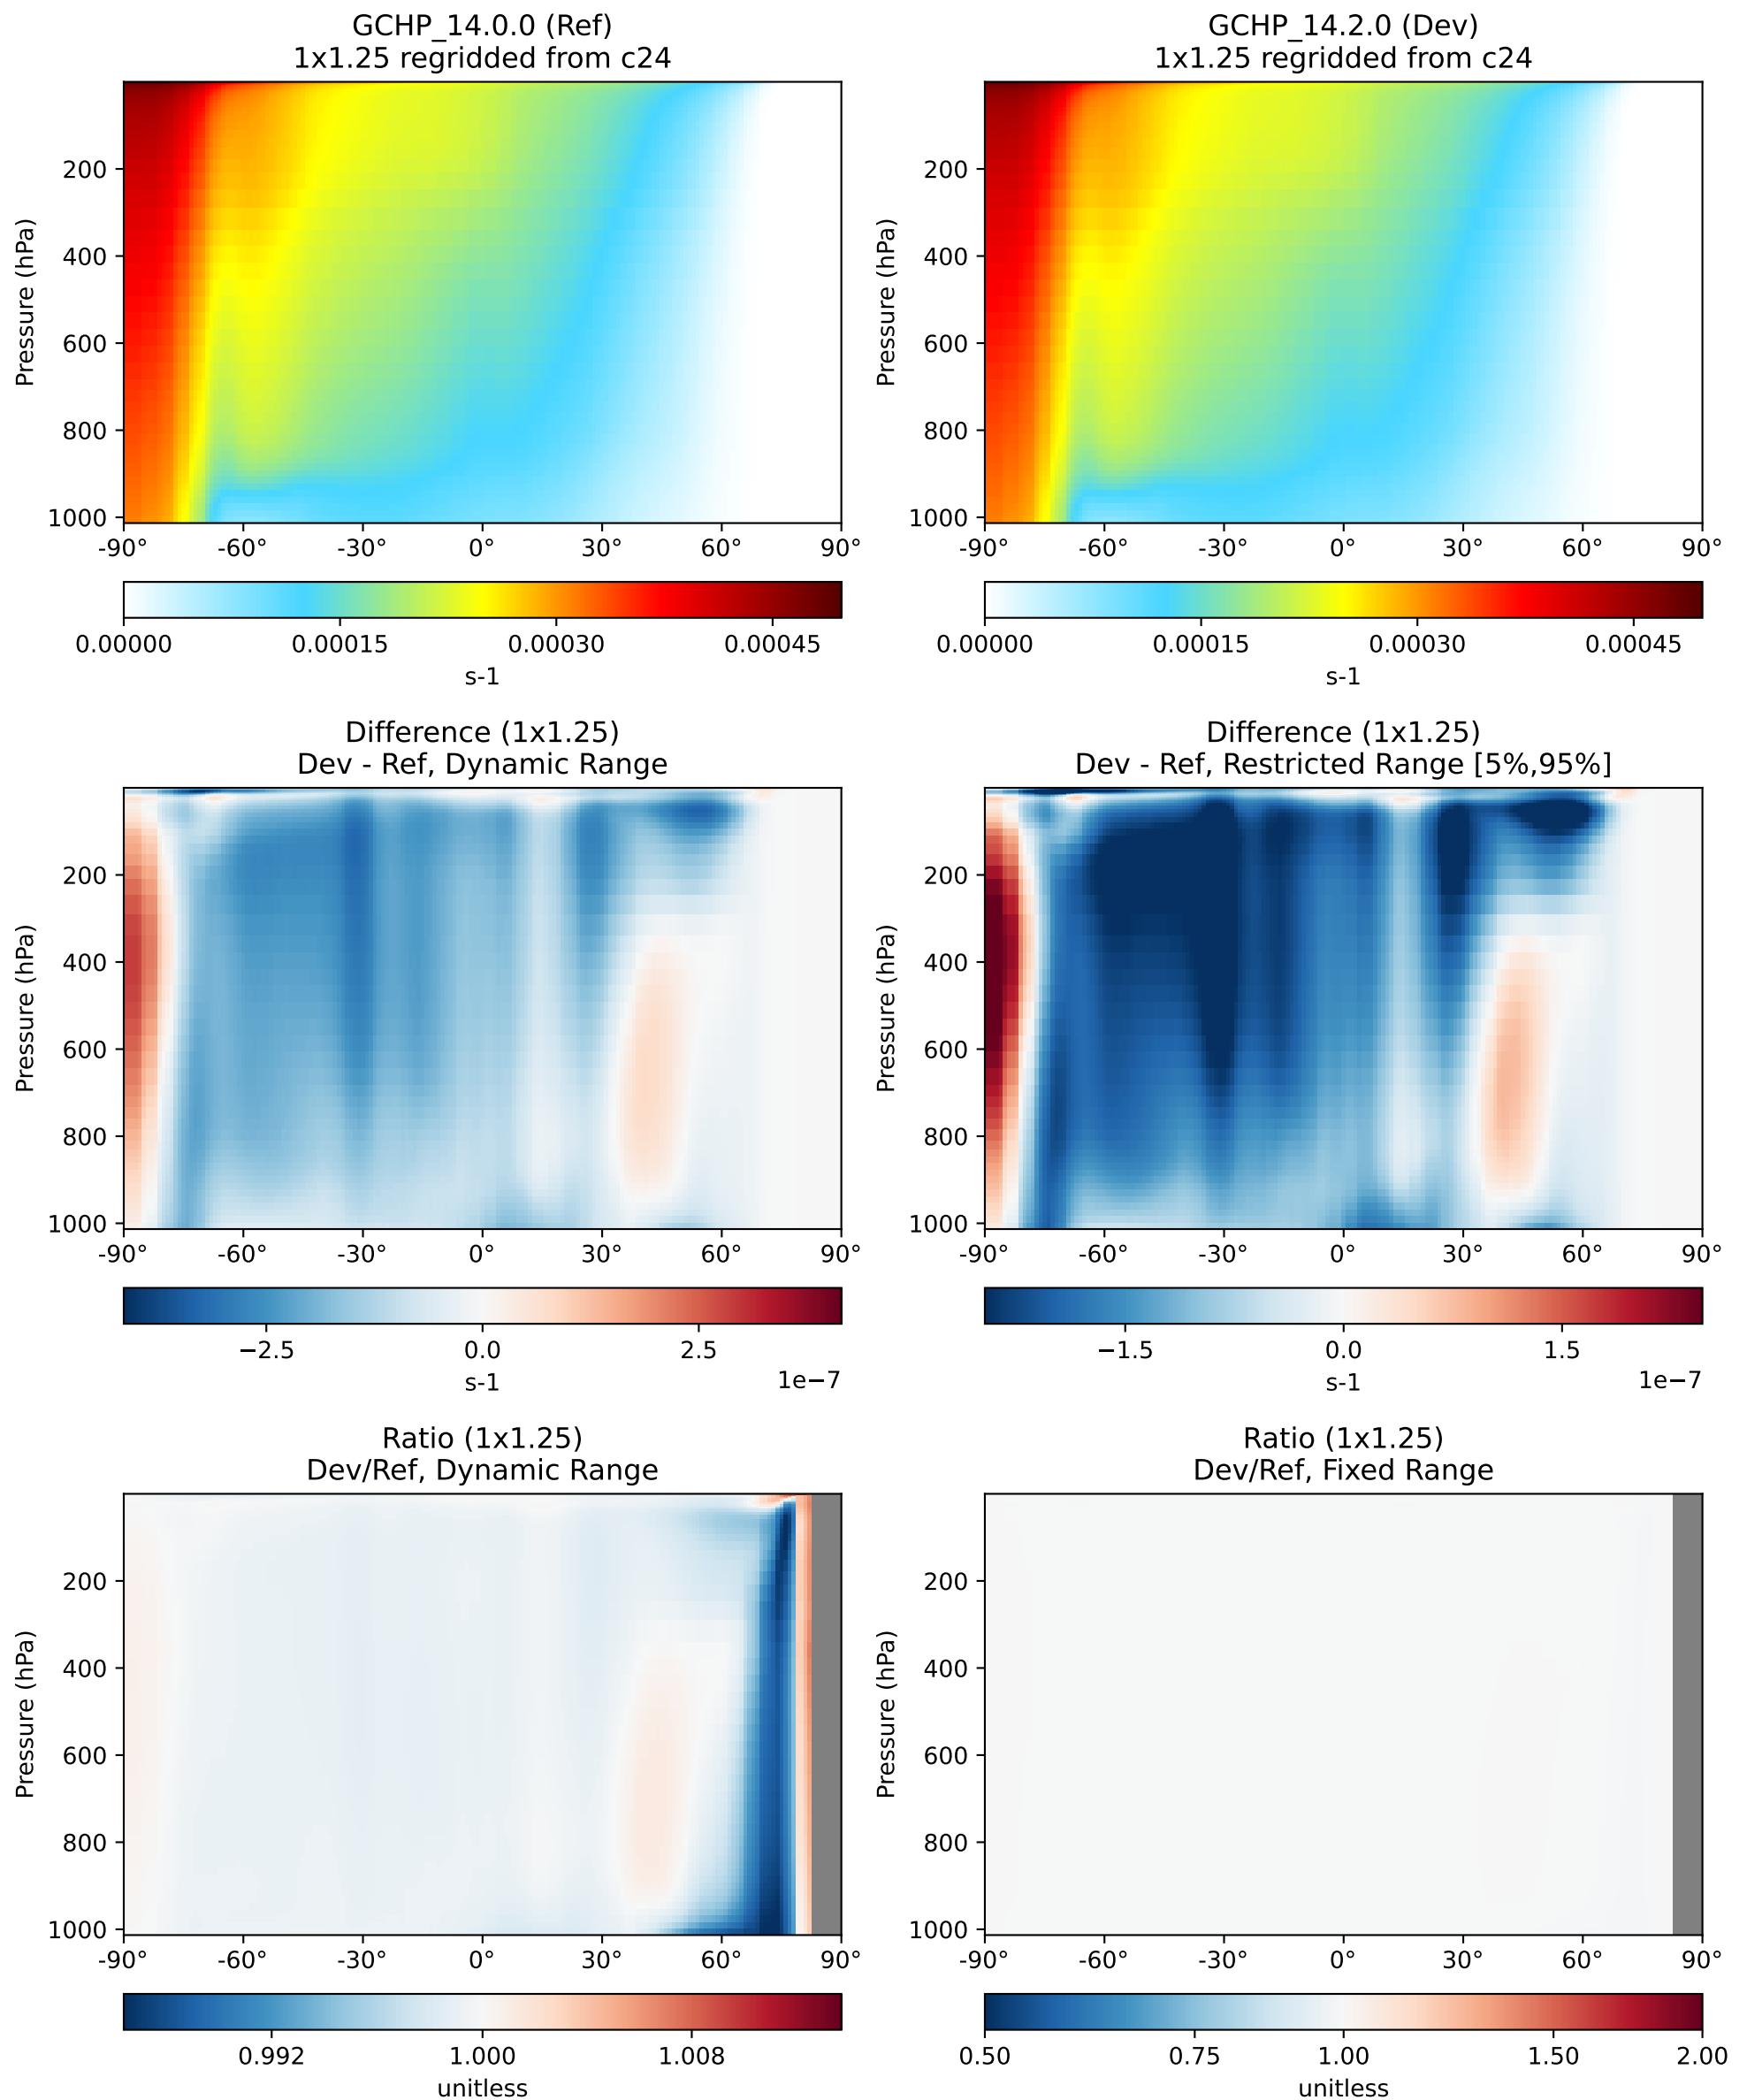 GCHP_14.0.0 (Ref)
1x1.25 regridded from c24
Pressure (hPa)
200
400
600
800
1000
-90° -60° -30° 0° 30° 60° 90°
0.00000 0.00015 0.00030 0.00045
s-1
GCHP_14.2.0 (Dev)
1x1.25 regridded from c24
Pressure (hPa)
200
400
600
800
1000
-90° -60° -30° 0° 30° 60° 90°
0.00000 0.00015 0.00030 0.00045
s-1
Difference (1x1.25)
Dev - Ref, Dynamic Range
Pressure (hPa)
200
400
600
800
1000
-90° -60° -30° 0° 30° 60° 90°
−2.5 0.0 2.5
s-1 1e−7
Difference (1x1.25)
Dev - Ref, Restricted Range [5%,95%]
Pressure (hPa)
200
400
600
800
1000
-90° -60° -30° 0° 30° 60° 90°
−1.5 0.0 1.5
s-1 1e−7
Ratio (1x1.25)
Dev/Ref, Dynamic Range
Pressure (hPa)
200
400
600
800
1000
-90° -60° -30° 0° 30° 60° 90°
0.992 1.000 1.008
unitless
Ratio (1x1.25)
Dev/Ref, Fixed Range
Pressure (hPa)
200
400
600
800
1000
-90° -60° -30° 0° 30° 60° 90°
0.50 0.75 1.00 1.50 2.00
unitless